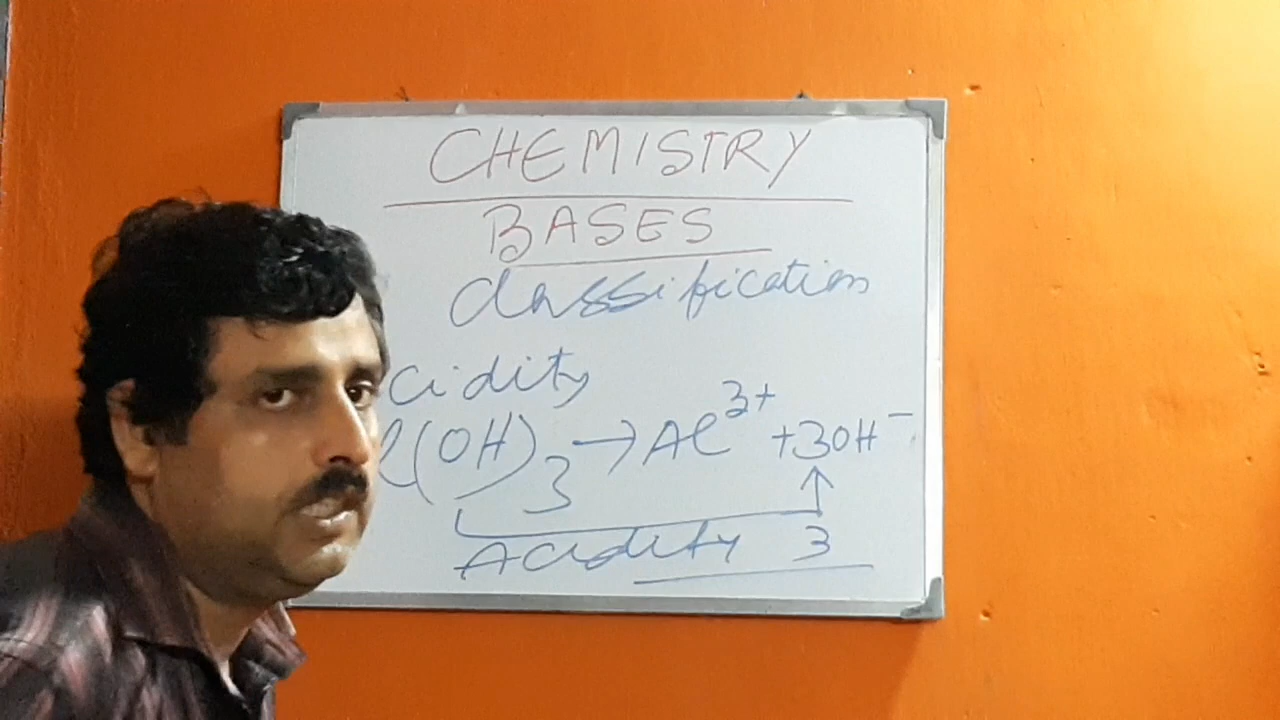 CHEMISTRY
BASES
Classification
cidity
l(OH)₃ → Al³⁺ + 3OH⁻
Acidity 3